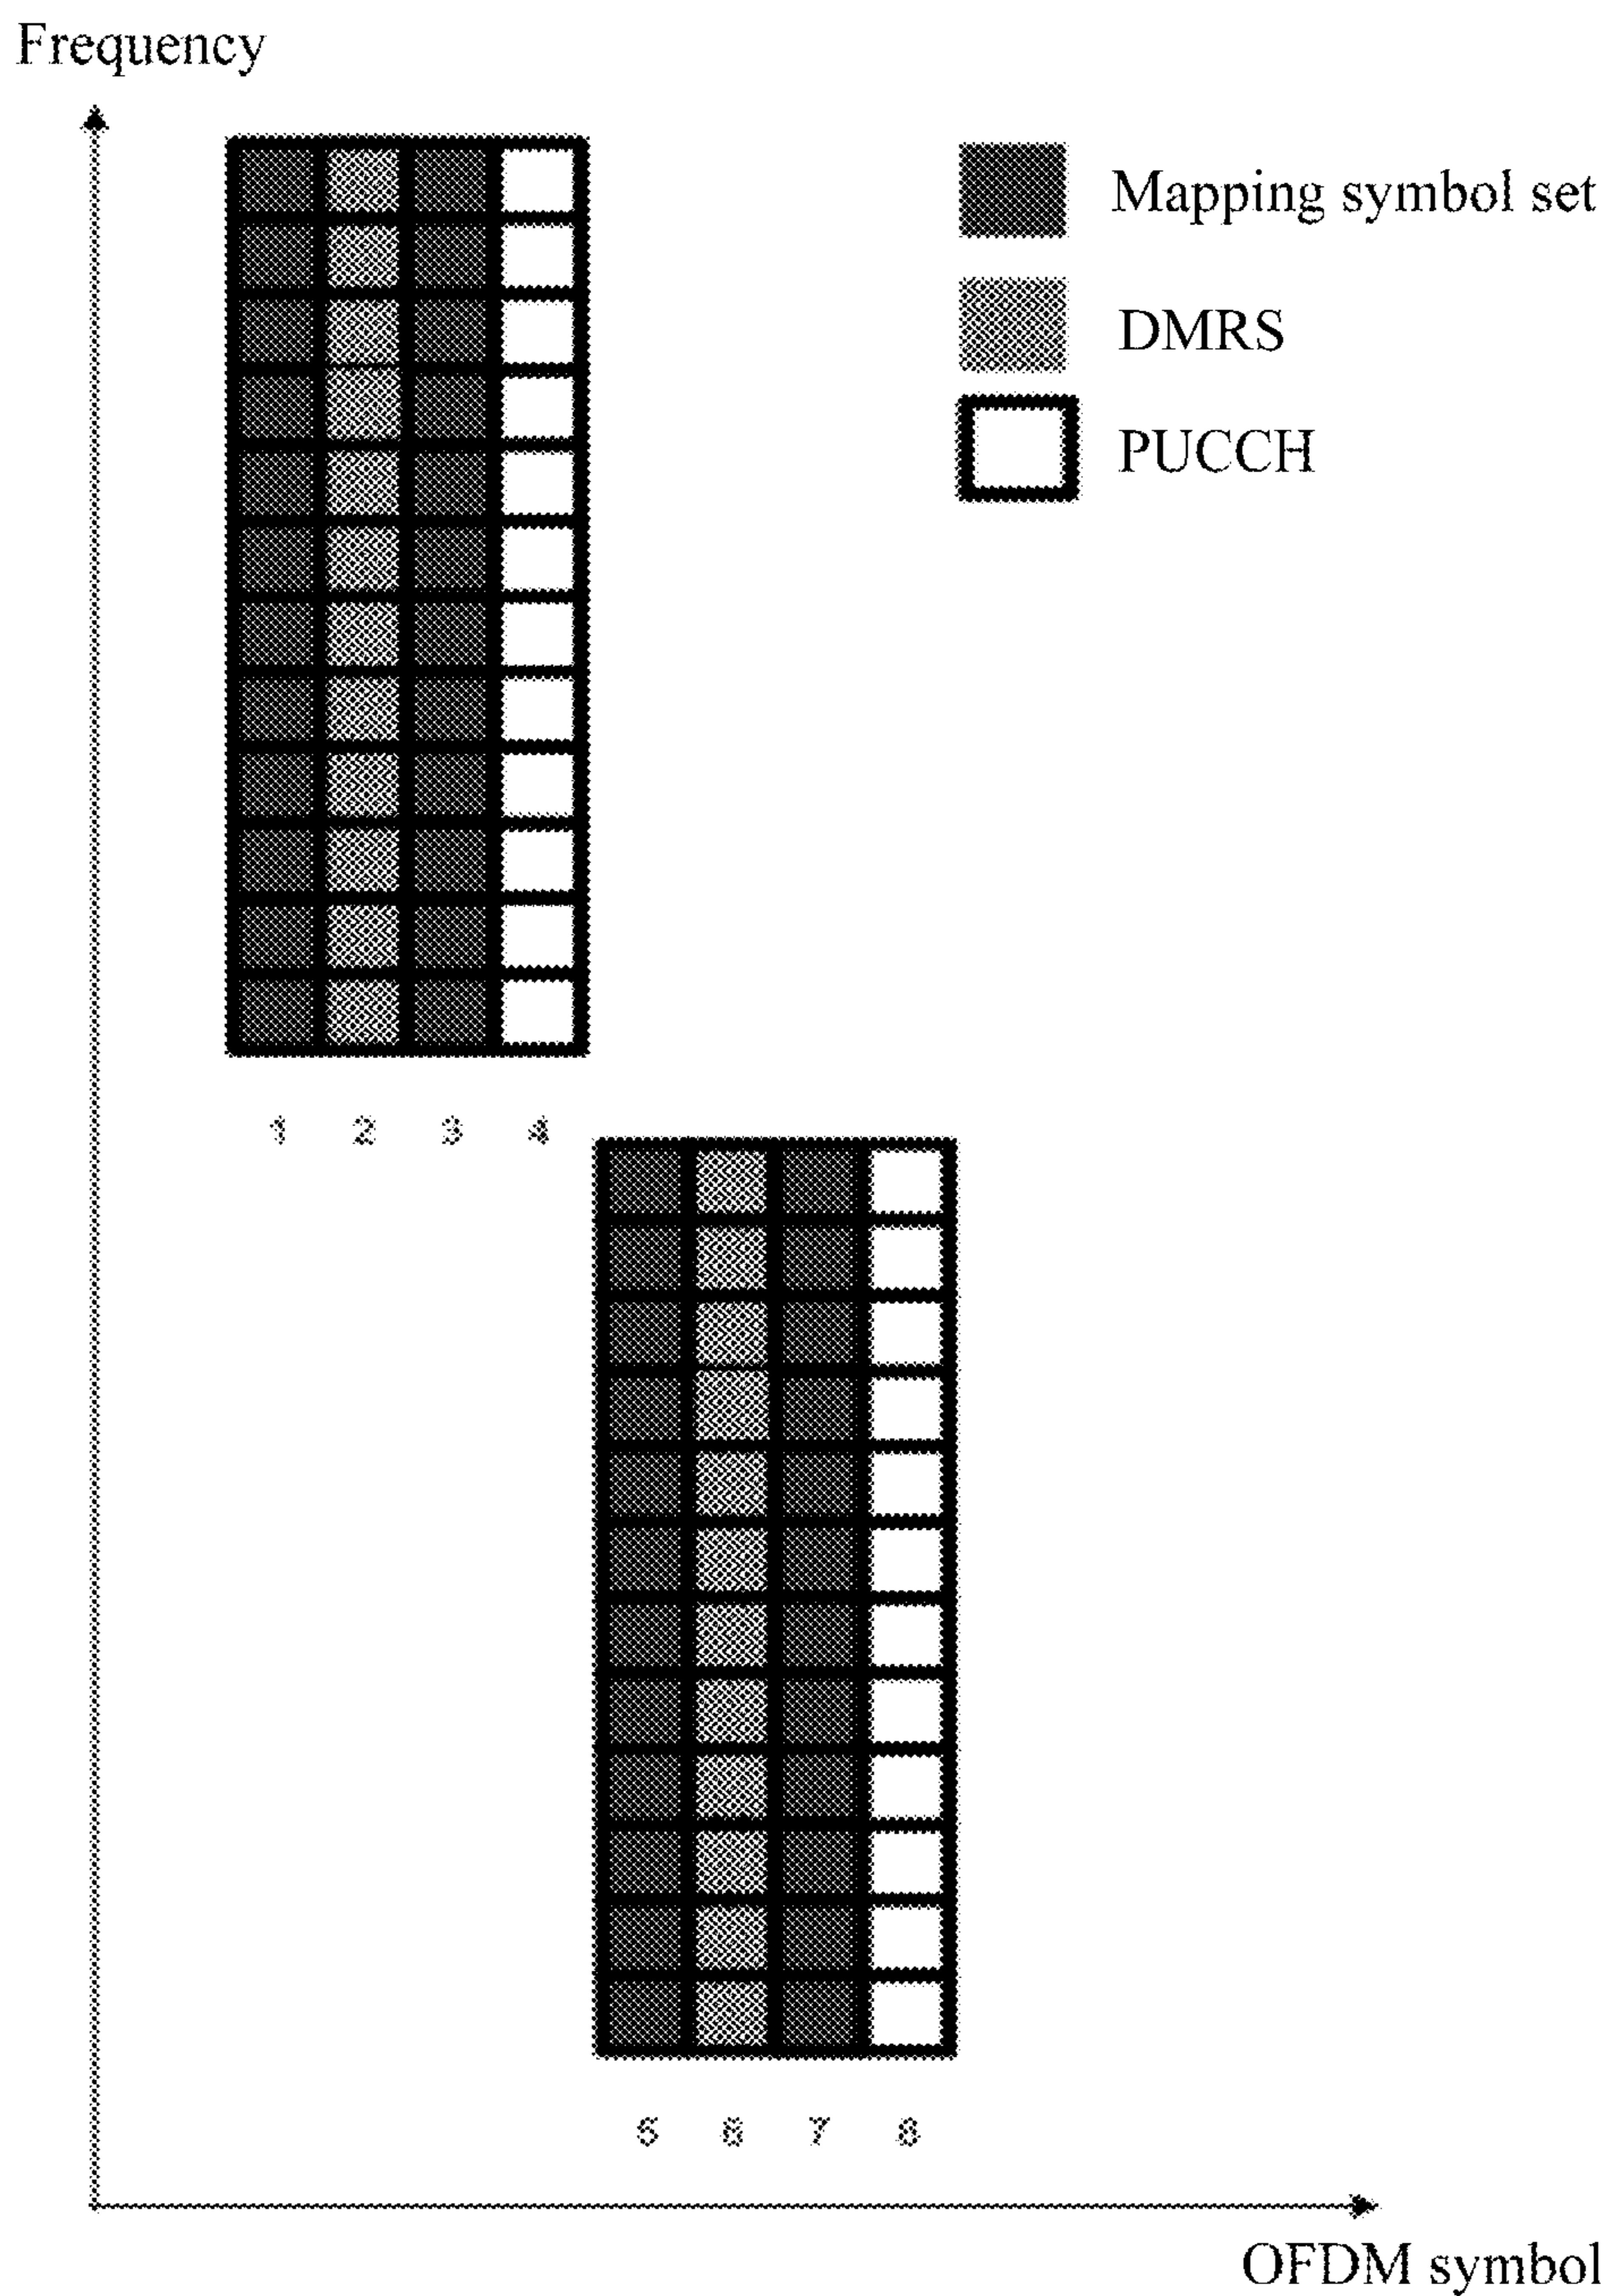 Frequency
Mapping symbol set
DMRS
PUCCH
1 2 3 4
5 6 7 8
OFDM symbol